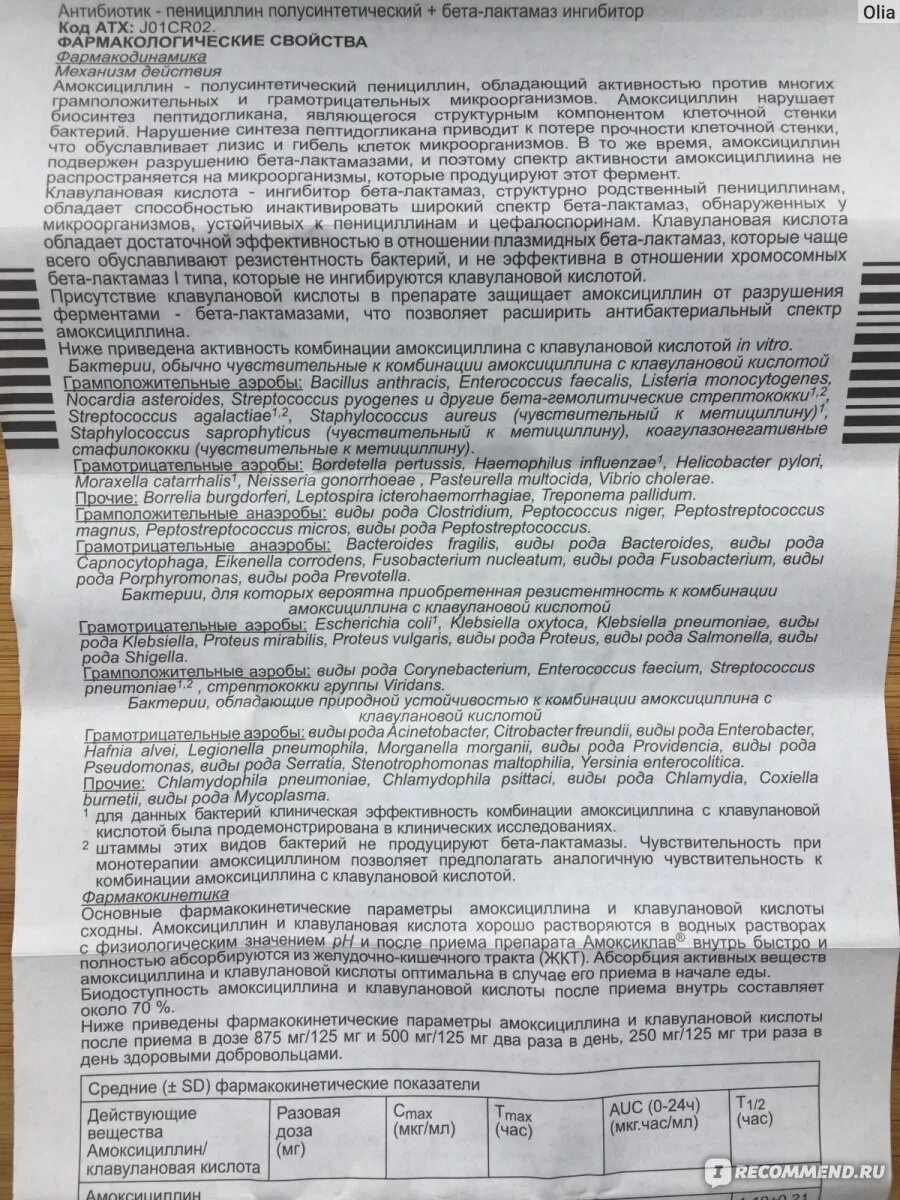 Olia
Антибиотик - пенициллин полусинтетический + бета-лактамаз ингибитор
Код АТХ: J01CR02.
ФАРМАКОЛОГИЧЕСКИЕ СВОЙСТВА
Фармакодинамика
Механизм действия
Амоксициллин - полусинтетический пенициллин, обладающий активностью против многих
грамположительных и грамотрицательных микроорганизмов. Амоксициллин нарушает
биосинтез пептидогликана, являющегося структурным компонентом клеточной стенки
бактерий. Нарушение синтеза пептидогликана приводит к потере прочности клеточной стенки,
что обуславливает лизис и гибель клеток микроорганизмов. В то же время, амоксициллин
подвержен разрушению бета-лактамазами, и поэтому спектр активности амоксициллиина не
распространяется на микроорганизмы, которые продуцируют этот фермент.
Клавулановая кислота - ингибитор бета-лактамаз, структурно родственный пенициллинам,
обладает способностью инактивировать широкий спектр бета-лактамаз, обнаруженных у
микроорганизмов, устойчивых к пенициллинам и цефалоспоринам. Клавулановая кислота
обладает достаточной эффективностью в отношении плазмидных бета-лактамаз, которые чаще
всего обуславливают резистентность бактерий, и не эффективна в отношении хромосомных
бета-лактамаз I типа, которые не ингибируются клавулановой кислотой.
Присутствие клавулановой кислоты в препарате защищает амоксициллин от разрушения
ферментами - бета-лактамазами, что позволяет расширить антибактериальный спектр
амоксициллина.
Ниже приведена активность комбинации амоксициллина с клавулановой кислотой in vitro.
Бактерии, обычно чувствительные к комбинации амоксициллина с клавулановой кислотой
Грамположительные аэробы: Bacillus anthracis, Enterococcus faecalis, Listeria monocytogenes,
Nocardia asteroides, Streptococcus pyogenes и другие бета-гемолитические стрептококки1,2,
Streptococcus agalactiae1,2, Staphylococcus aureus (чувствительный к метициллину)1,
Staphylococcus saprophyticus (чувствительный к метициллину), коагулазонегативные
стафилококки (чувствительные к метициллину).
Грамотрицательные аэробы: Bordetella pertussis, Haemophilus influenzae1, Helicobacter pylori,
Moraxella catarrhalis1, Neisseria gonorrhoeae , Pasteurella multocida, Vibrio cholerae.
Прочие: Borrelia burgdorferi, Leptospira icterohaemorrhagiae, Treponema pallidum.
Грамположительные анаэробы: виды рода Clostridium, Peptococcus niger, Peptostreptococcus
magnus, Peptostreptococcus micros, виды рода Peptostreptococcus.
Грамотрицательные анаэробы: Bacteroides fragilis, виды рода Bacteroides, виды рода
Capnocytophaga, Eikenella corrodens, Fusobacterium nucleatum, виды рода Fusobacterium, виды
рода Porphyromonas, виды рода Prevotella.
Бактерии, для которых вероятна приобретенная резистентность к комбинации
амоксициллина с клавулановой кислотой
Грамотрицательные аэробы: Escherichia coli1, Klebsiella oxytoca, Klebsiella pneumoniae, виды
рода Klebsiella, Proteus mirabilis, Proteus vulgaris, виды рода Proteus, виды рода Salmonella, виды
рода Shigella.
Грамположительные аэробы: виды рода Corynebacterium, Enterococcus faecium, Streptococcus
pneumoniae1,2 , стрептококки группы Viridans.
Бактерии, обладающие природной устойчивостью к комбинации амоксициллина с
клавулановой кислотой
Грамотрицательные аэробы: виды рода Acinetobacter, Citrobacter freundii, виды рода Enterobacter,
Hafnia alvei, Legionella pneumophila, Morganella morganii, виды рода Providencia, виды рода
Pseudomonas, виды рода Serratia, Stenotrophomonas maltophilia, Yersinia enterocolitica.
Прочие: Chlamydophila pneumoniae, Chlamydophila psittaci, виды рода Chlamydia, Coxiella
burnetii, виды рода Mycoplasma.
1 для данных бактерий клиническая эффективность комбинации амоксициллина с клавулановой
кислотой была продемонстрирована в клинических исследованиях.
2 штаммы этих видов бактерий не продуцируют бета-лактамазы. Чувствительность при
монотерапии амоксициллином позволяет предполагать аналогичную чувствительность к
комбинации амоксициллина с клавулановой кислотой.
Фармакокинетика
Основные фармакокинетические параметры амоксициллина и клавулановой кислоты
сходны. Амоксициллин и клавулановая кислота хорошо растворяются в водных растворах
с физиологическим значением pH и после приема препарата Амоксиклав® внутрь быстро и
полностью абсорбируются из желудочно-кишечного тракта (ЖКТ). Абсорбция активных веществ
амоксициллина и клавулановой кислоты оптимальна в случае его приема в начале еды.
Биодоступность амоксициллина и клавулановой кислоты после приема внутрь составляет
около 70 %.
Ниже приведены фармакокинетические параметры амоксициллина и клавулановой кислоты
после приема в дозе 875 мг/125 мг и 500 мг/125 мг два раза в день, 250 мг/125 мг три раза в
день здоровыми добровольцами.
Средние (± SD) фармакокинетические показатели
Действующие вещества Амоксициллин/ клавулановая кислота
Разовая доза (мг)
Cmax (мкг/мл)
Tmax (час)
AUC (0-24ч) (мкг.час/мл)
T1/2 (час)
Амоксициллин
RECOMMEND.RU